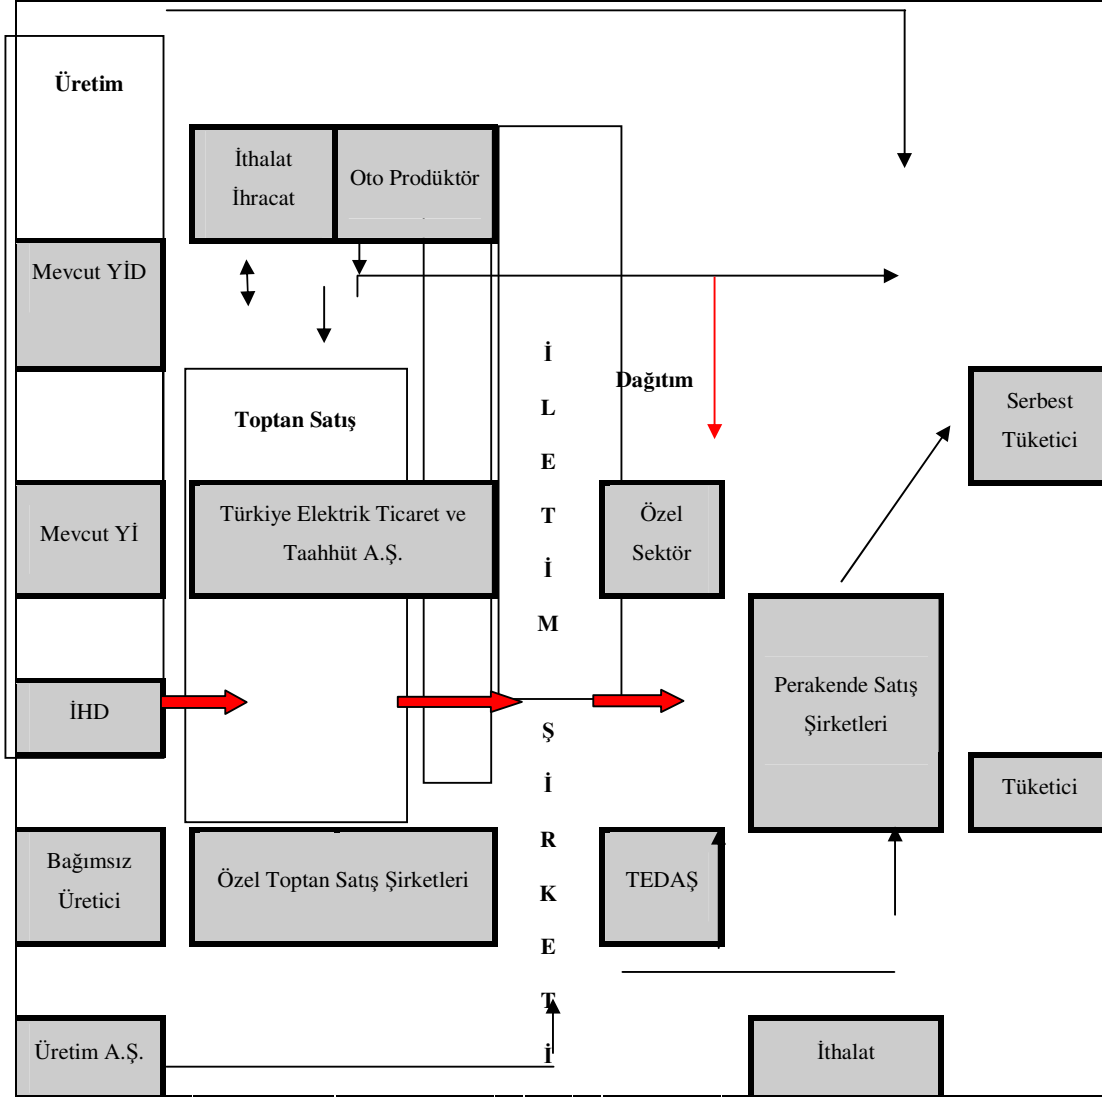 Üretim
İthalat
İhracat
Oto Prodüktör
Mevcut YİD
İ
L
E
T
İ
M
Ş
İ
R
K
E
T
İ
Dağıtım
Toptan Satış
Serbest
Tüketici
Mevcut Yİ
Türkiye Elektrik Ticaret ve
Taahhüt A.Ş.
Özel
Sektör
İHD
Perakende Satış
Şirketleri
Tüketici
Bağımsız
Üretici
Özel Toptan Satış Şirketleri
TEDAŞ
Üretim A.Ş.
İthalat